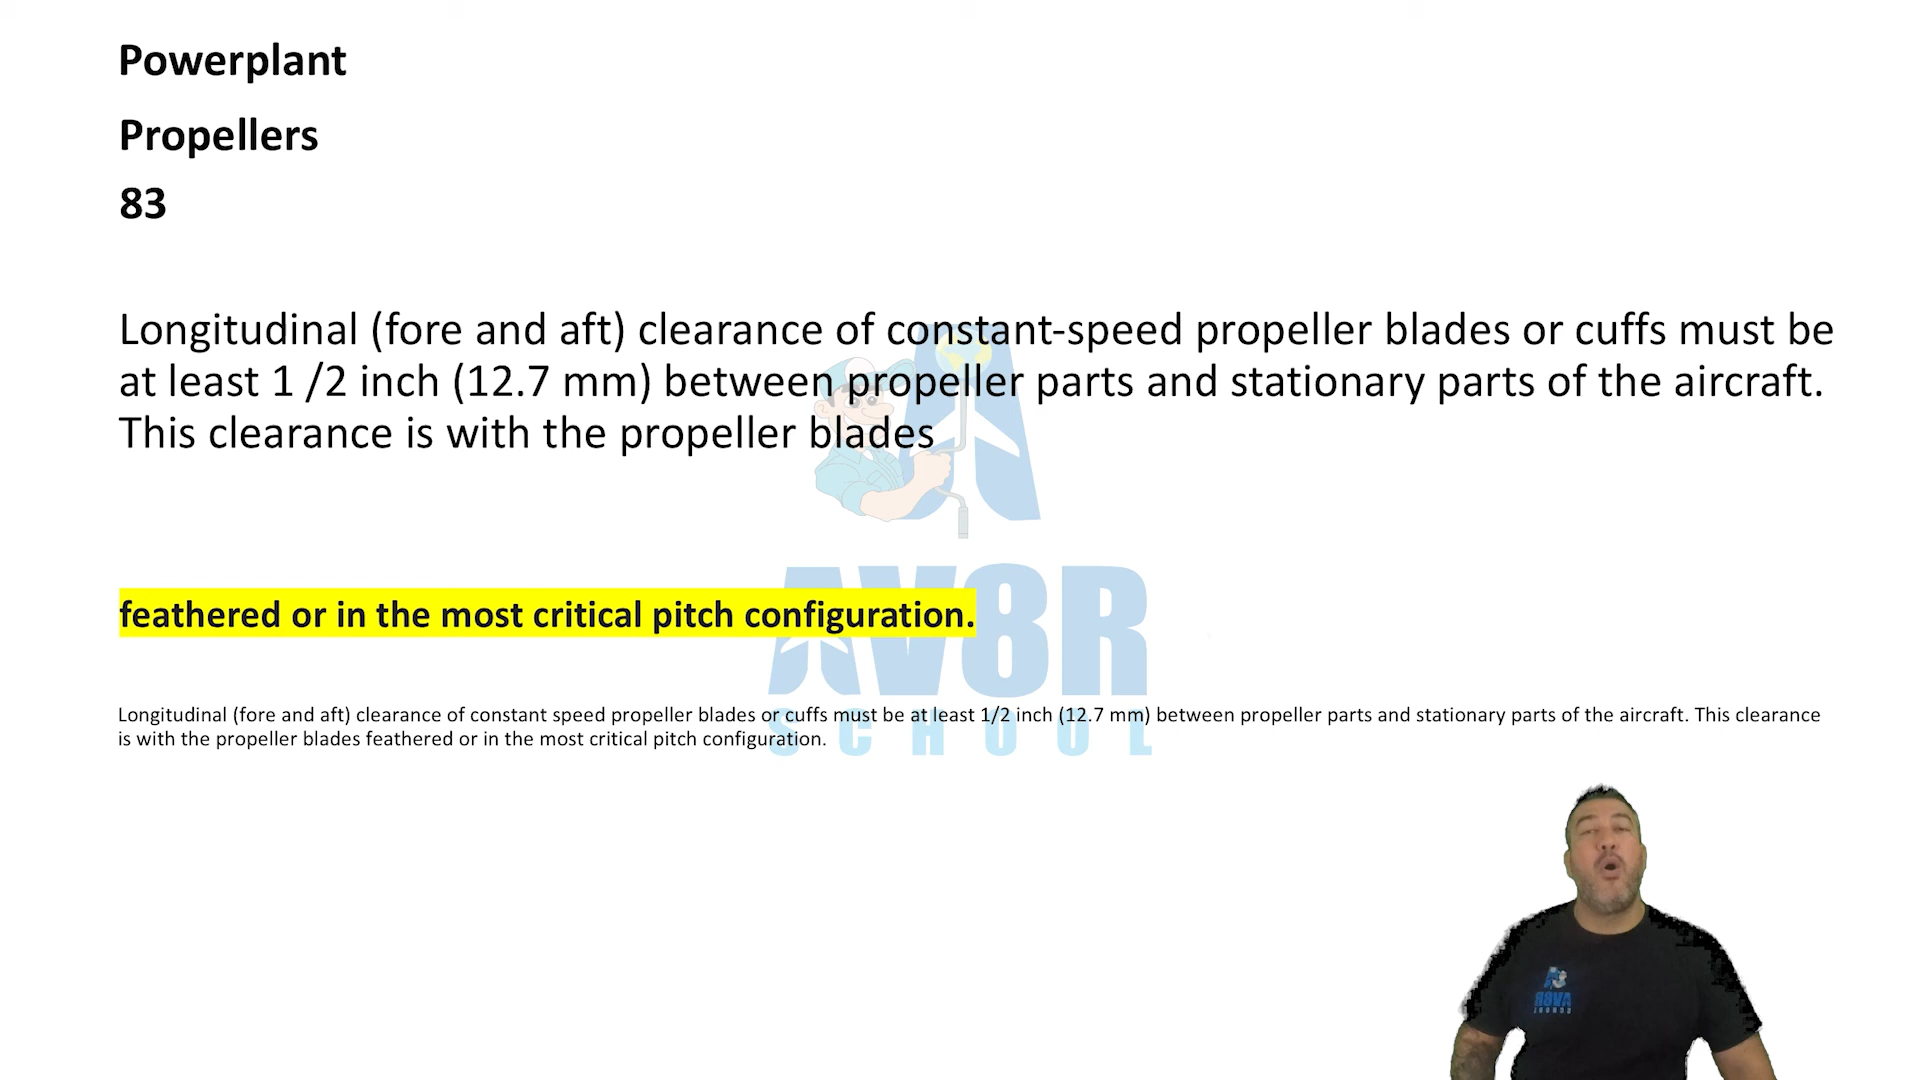 Powerplant
Propellers
83
Longitudinal (fore and aft) clearance of constant-speed propeller blades or cuffs must be
at least 1 /2 inch (12.7 mm) between propeller parts and stationary parts of the aircraft.
This clearance is with the propeller blades
feathered or in the most critical pitch configuration.
AV8R
SCHOOL
Longitudinal (fore and aft) clearance of constant speed propeller blades or cuffs must be at least 1/2 inch (12.7 mm) between propeller parts and stationary parts of the aircraft. This clearance
is with the propeller blades feathered or in the most critical pitch configuration.
AV8R
SCHOOL